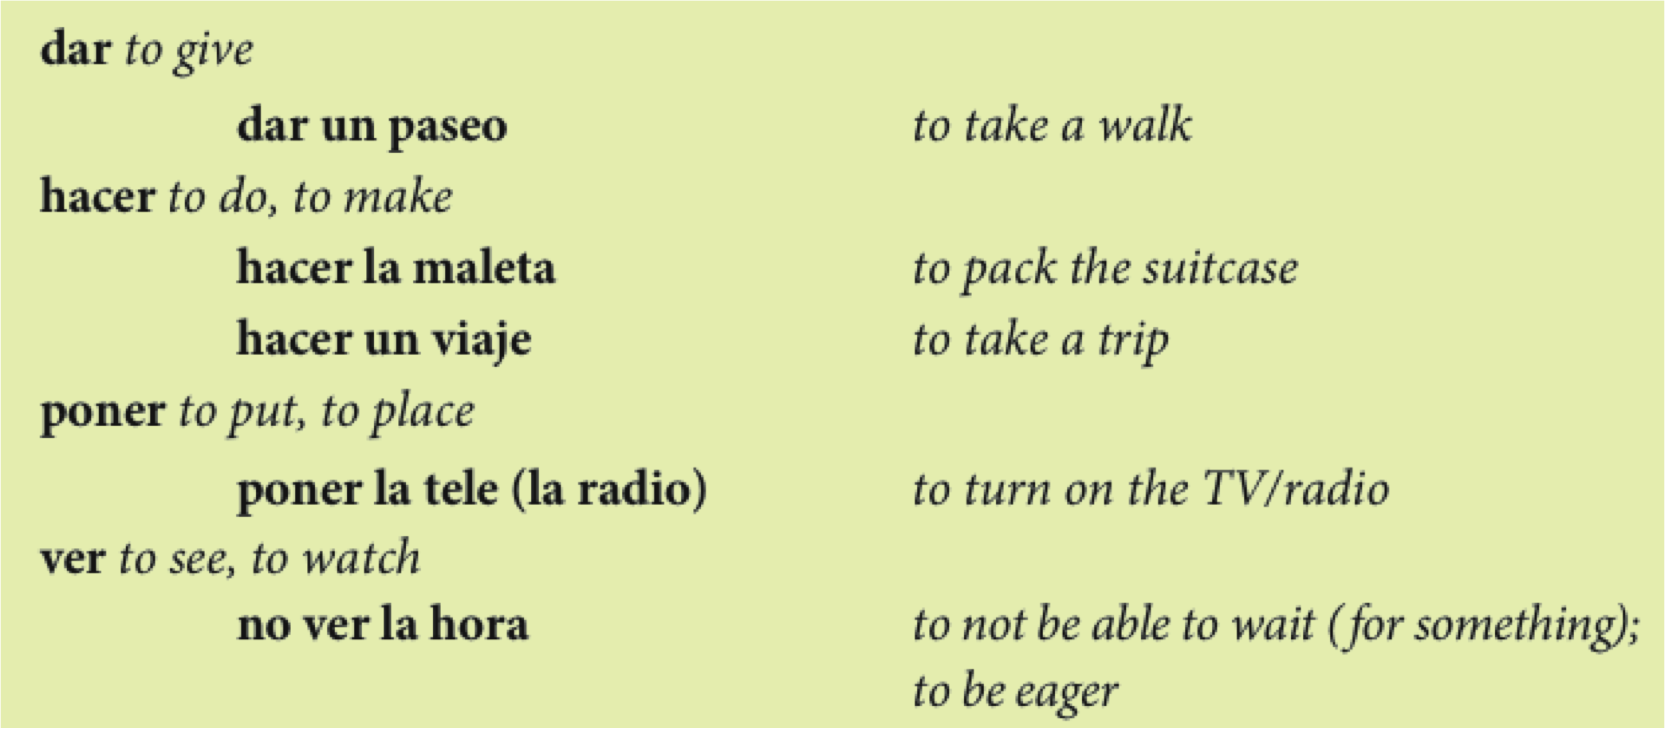 dar to give
dar un paseo to take a walk
hacer to do, to make
hacer la maleta to pack the suitcase
hacer un viaje to take a trip
poner to put, to place
poner la tele (la radio) to turn on the TV/radio
ver to see, to watch
no ver la hora to not be able to wait (for something);
to be eager